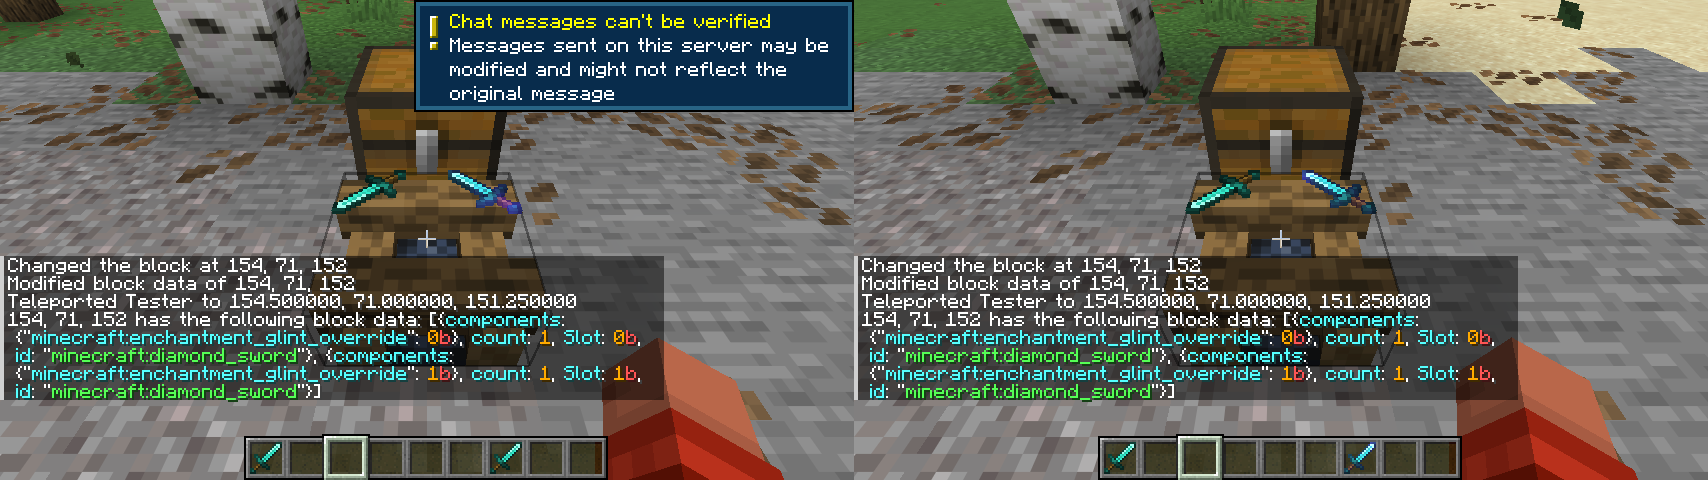 Chat messages can't be verified
Messages sent on this server may be
modified and might not reflect the
original message
Changed the block at 154, 71, 152
Modified block data of 154, 71, 152
Teleported Tester to 154.500000, 71.000000, 151.250000
154, 71, 152 has the following block data: [{components:
{"minecraft:enchantment_glint_override": 0b}, count: 1, Slot: 0b,
id: "minecraft:diamond_sword"}, {components:
{"minecraft:enchantment_glint_override": 1b}, count: 1, Slot: 1b,
id: "minecraft:diamond_sword"}]
Changed the block at 154, 71, 152
Modified block data of 154, 71, 152
Teleported Tester to 154.500000, 71.000000, 151.250000
154, 71, 152 has the following block data: [{components:
{"minecraft:enchantment_glint_override": 0b}, count: 1, Slot: 0b,
id: "minecraft:diamond_sword"}, {components:
{"minecraft:enchantment_glint_override": 1b}, count: 1, Slot: 1b,
id: "minecraft:diamond_sword"}]